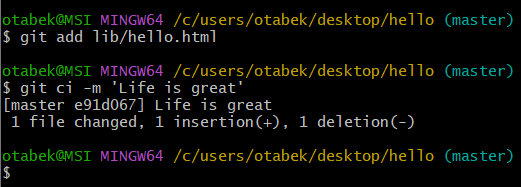 otabek@MSI MINGW64 /c/users/otabek/desktop/hello (master)
$ git add lib/hello.html
otabek@MSI MINGW64 /c/users/otabek/desktop/hello (master)
$ git ci -m 'Life is great'
[master e91d067] Life is great
 1 file changed, 1 insertion(+), 1 deletion(-)
otabek@MSI MINGW64 /c/users/otabek/desktop/hello (master)
$